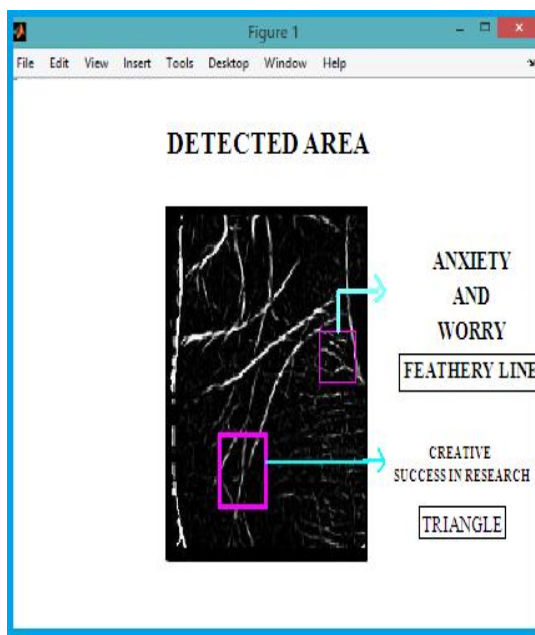 Figure 1
File Edit View Insert Tools Desktop Window Help
DETECTED AREA
ANXIETY
AND
WORRY
FEATHERY LINE
CREATIVE
SUCCESS IN RESEARCH
TRIANGLE